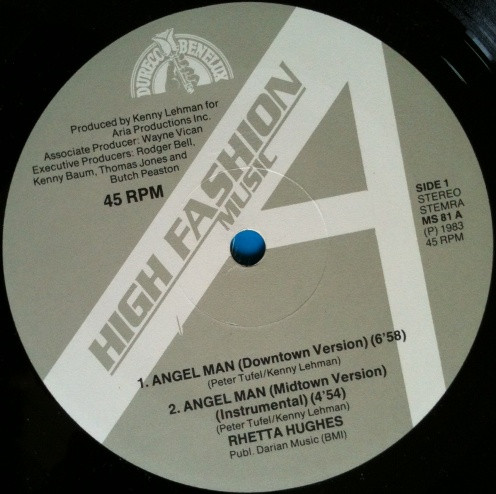 DURECO BENELUX
Produced by Kenny Lehman for
Aria Productions Inc.
Associate Producer: Wayne Vican
Executive Producers: Rodger Bell,
Kenny Baum, Thomas Jones and
Butch Peaston
45 RPM
HIGH FASHION
MUSIC
SIDE 1
STEREO
STEMRA
MS 81 A
(P) 1983
45 RPM
1. ANGEL MAN (Downtown Version) (6'58)
(Peter Tufel/Kenny Lehman)
2. ANGEL MAN (Midtown Version)
(Instrumental) (4'54)
(Peter Tufel/Kenny Lehman)
RHETTA HUGHES
Publ. Darian Music (BMI)